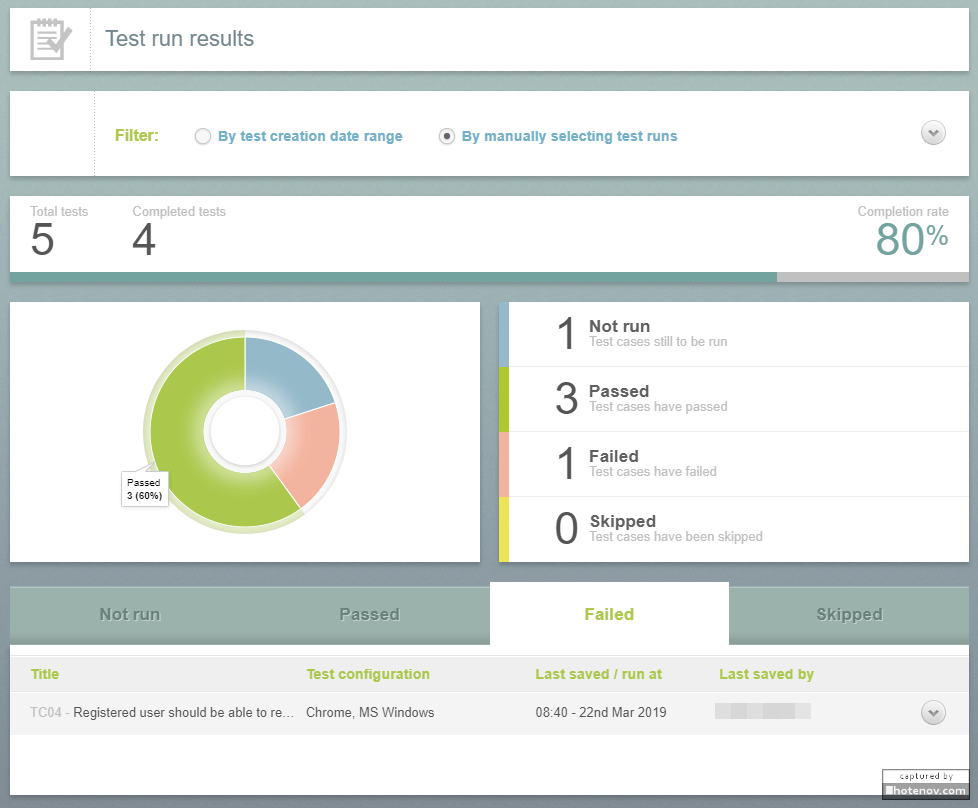 Test run results
Filter: By test creation date range By manually selecting test runs
Total tests Completed tests Completion rate
5 4 80%
1 Not run
Test cases still to be run
3 Passed
Test cases have passed
1 Failed
Test cases have failed
0 Skipped
Test cases have been skipped
Passed
3 (60%)
Not run Passed Failed Skipped
Title Test configuration Last saved / run at Last saved by
TC04 - Registered user should be able to re... Chrome, MS Windows 08:40 - 22nd Mar 2019
captured by
hotenov.com